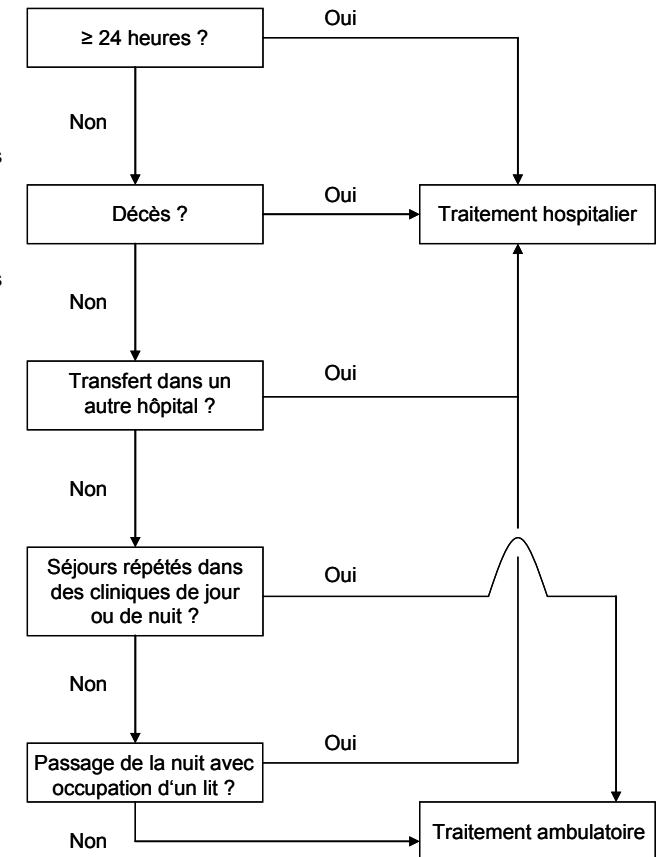 Oui
≥ 24 heures ?
Non
s
Oui
Décès ?
Traitement hospitalier
s
Non
Oui
Transfert dans un
autre hôpital ?
Non
Séjours répétés dans
des cliniques de jour
ou de nuit ?
Oui
Non
Oui
Passage de la nuit avec
occupation d‘un lit ?
Traitement ambulatoire
Non